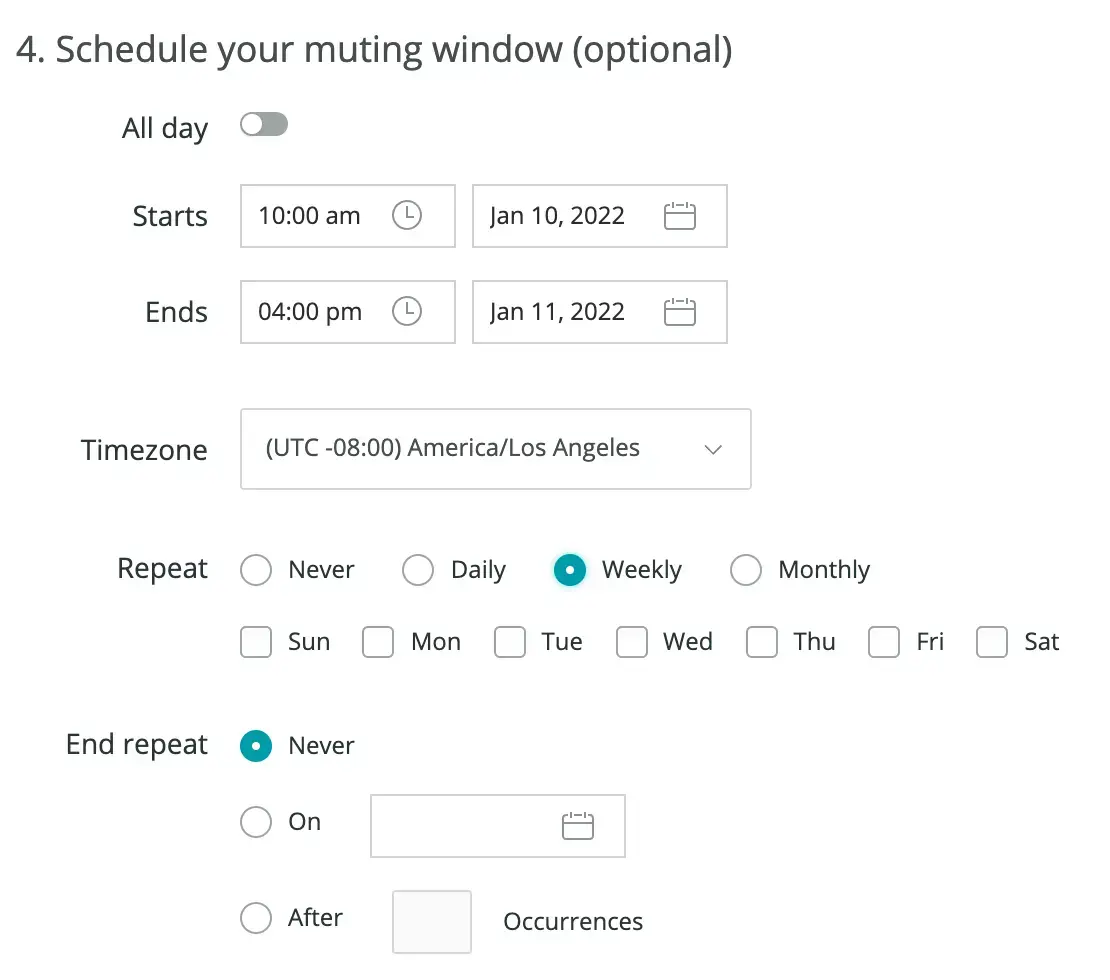 4. Schedule your muting window (optional)
All day
Starts 10:00 am Jan 10, 2022
Ends 04:00 pm Jan 11, 2022
Timezone (UTC -08:00) America/Los Angeles
Repeat Never Daily Weekly Monthly
Sun Mon Tue Wed Thu Fri Sat
End repeat Never
On
After Occurrences